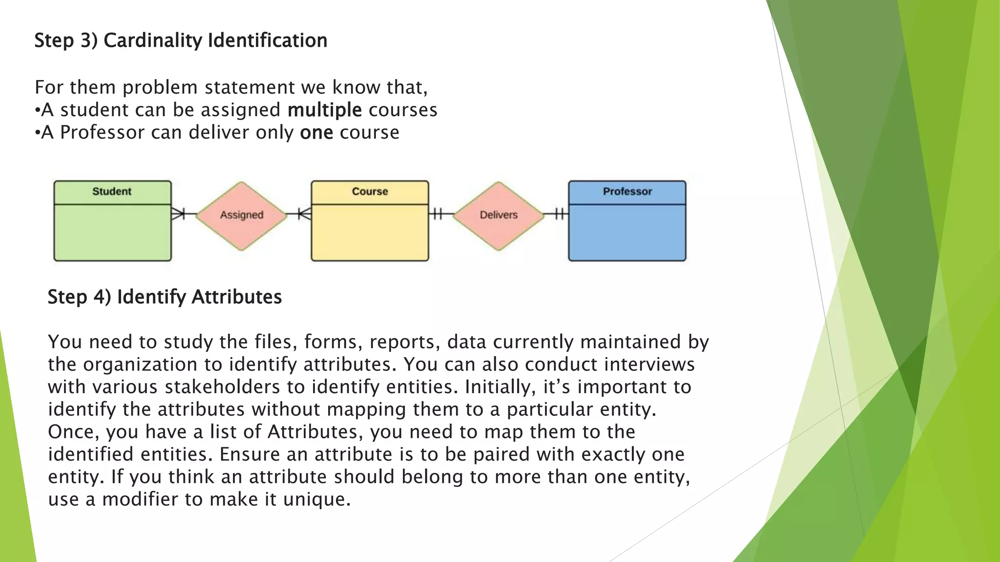 Step 3) Cardinality Identification
For them problem statement we know that,
•A student can be assigned multiple courses
•A Professor can deliver only one course
Student
Course
Professor
Assigned
Delivers
Step 4) Identify Attributes
You need to study the files, forms, reports, data currently maintained by
the organization to identify attributes. You can also conduct interviews
with various stakeholders to identify entities. Initially, it’s important to
identify the attributes without mapping them to a particular entity.
Once, you have a list of Attributes, you need to map them to the
identified entities. Ensure an attribute is to be paired with exactly one
entity. If you think an attribute should belong to more than one entity,
use a modifier to make it unique.